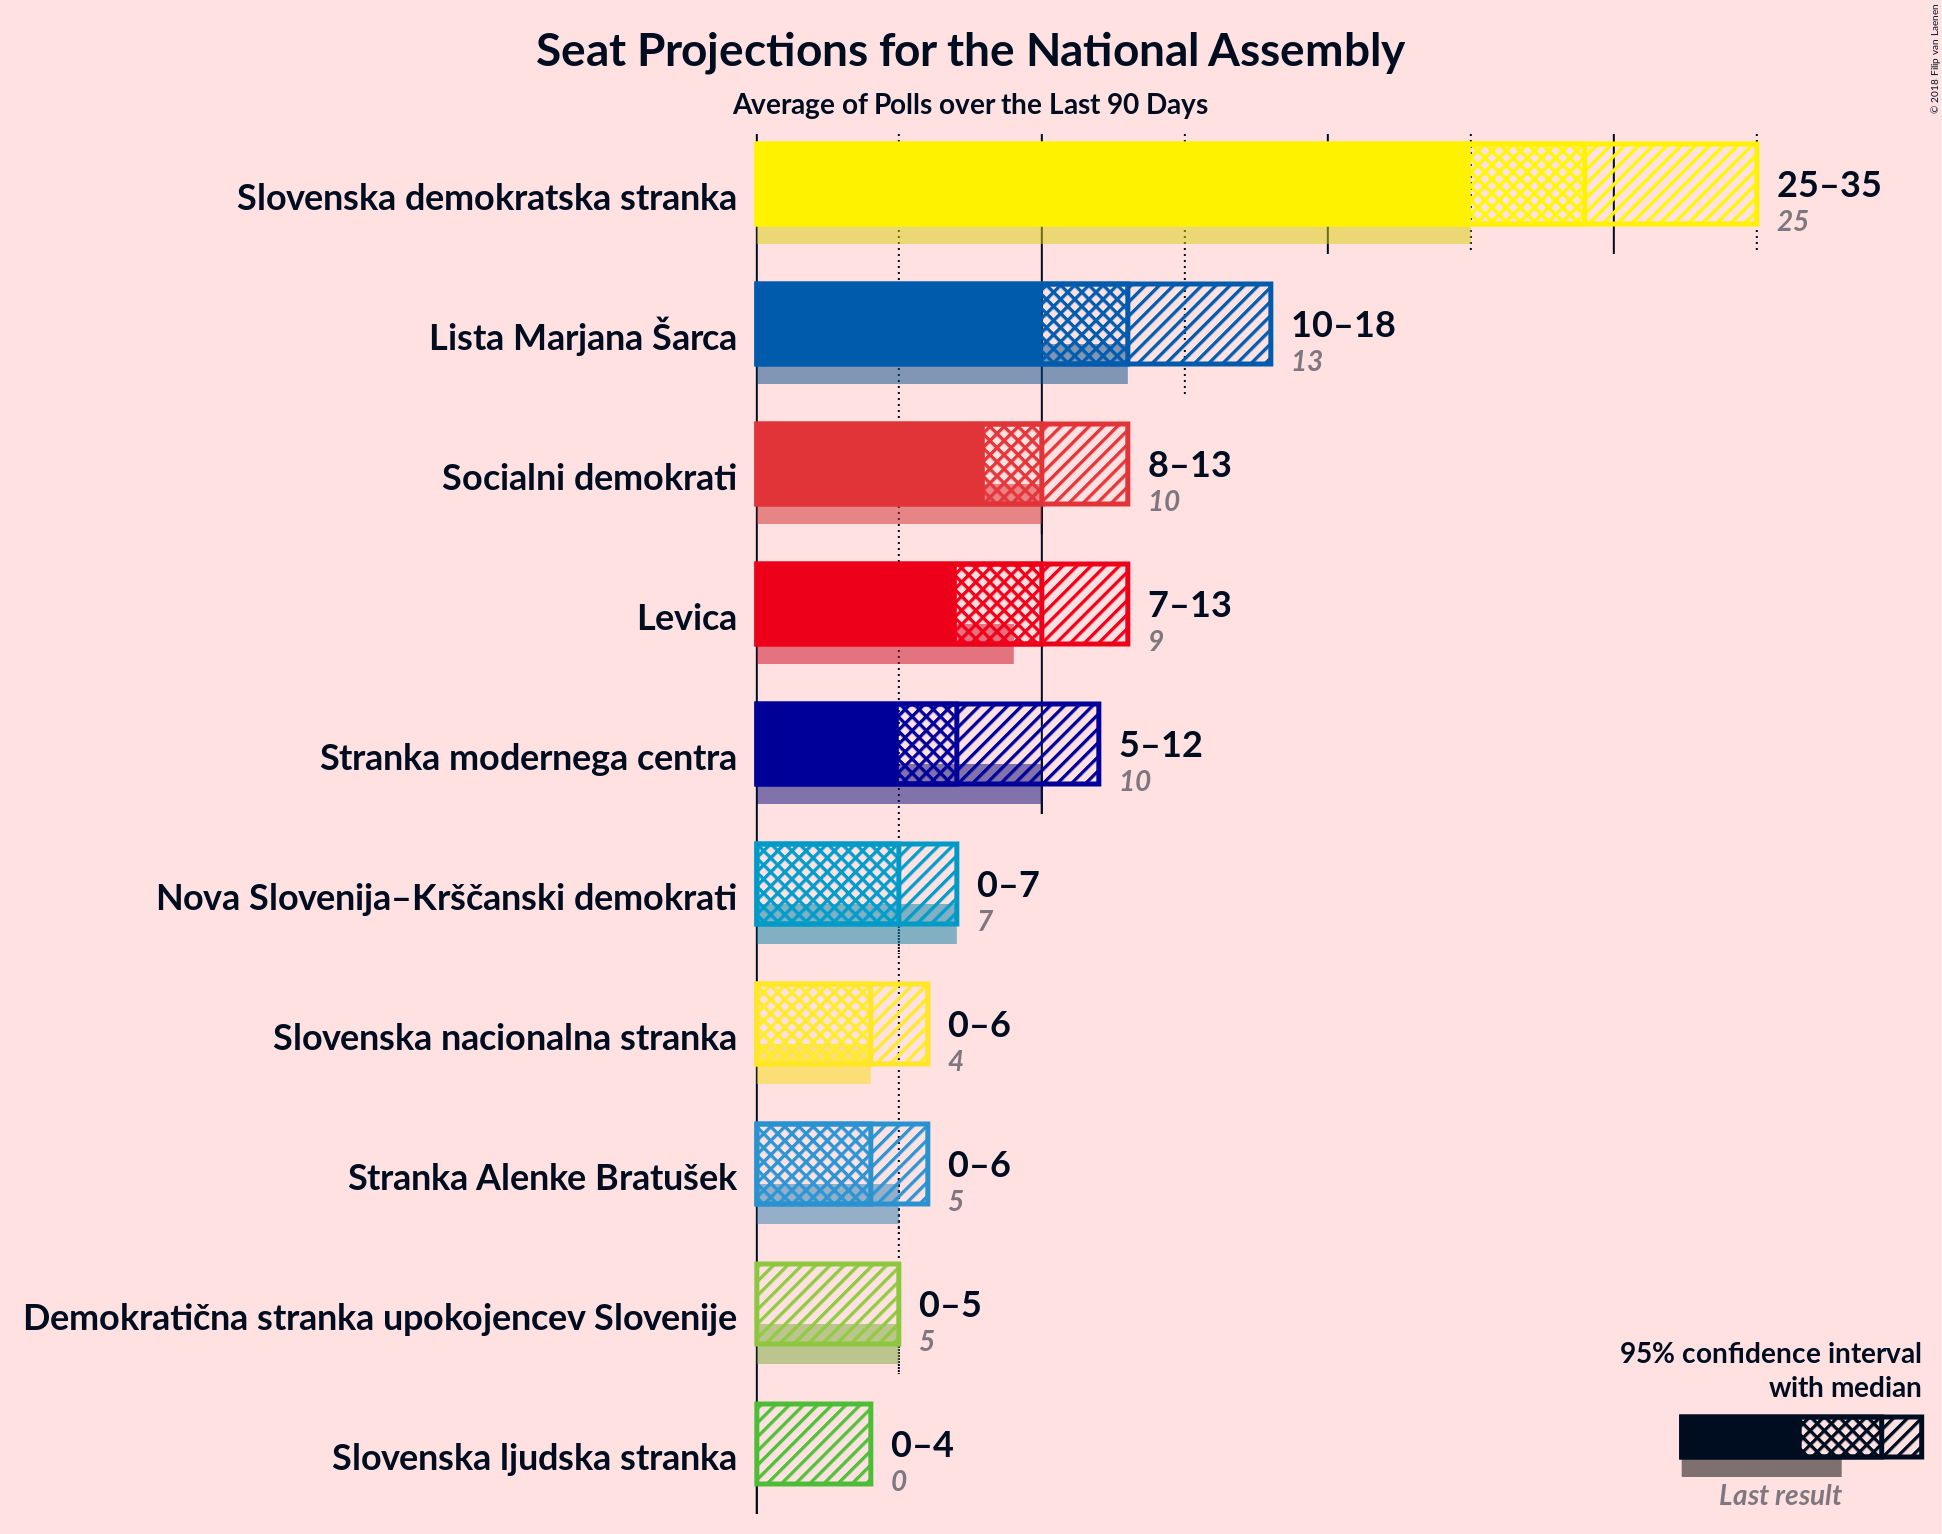 Seat Projections for the National Assembly
Average of Polls over the Last 90 Days
© 2018 Filip van Laenen
Slovenska demokratska stranka
25–35
25
Lista Marjana Šarca
10–18
13
Socialni demokrati
8–13
10
Levica
7–13
9
Stranka modernega centra
5–12
10
Nova Slovenija–Krščanski demokrati
0–7
7
Slovenska nacionalna stranka
0–6
4
Stranka Alenke Bratušek
0–6
5
Demokratična stranka upokojencev Slovenije
0–5
5
Slovenska ljudska stranka
0–4
0
95% confidence interval
with median
Last result